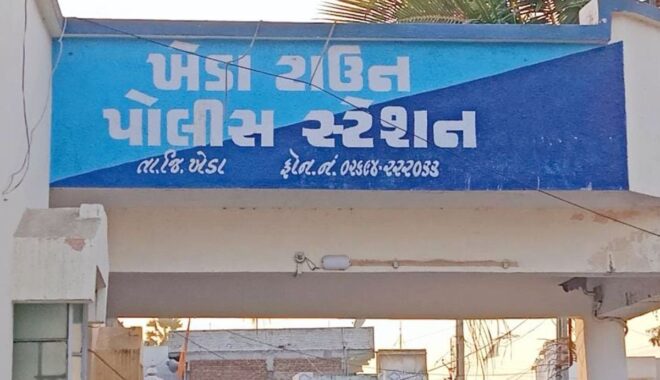 ખેડા ટાઉન
પોલીસ સ્ટેશન
તા.જિ.ખેડા ફોન.નં. ૦૨૬૯૪-૨૨૨૦૩૩